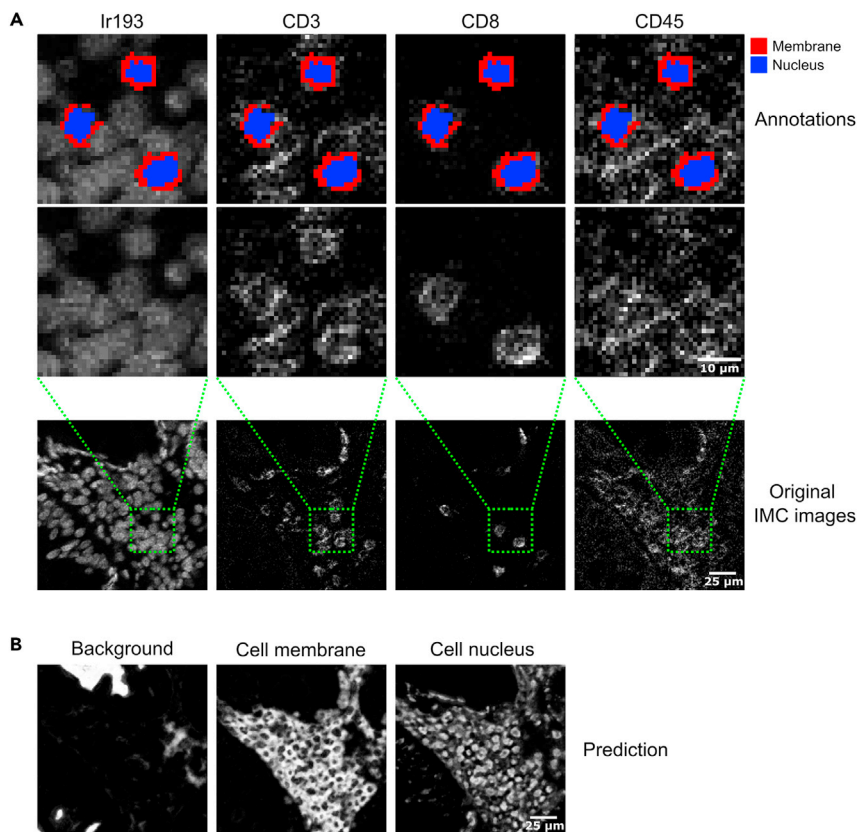 A
Ir193
CD3
CD8
CD45
Membrane
Nucleus
Annotations
10 µm
Original
IMC images
25 µm
B
Background
Cell membrane
Cell nucleus
Prediction
25 µm